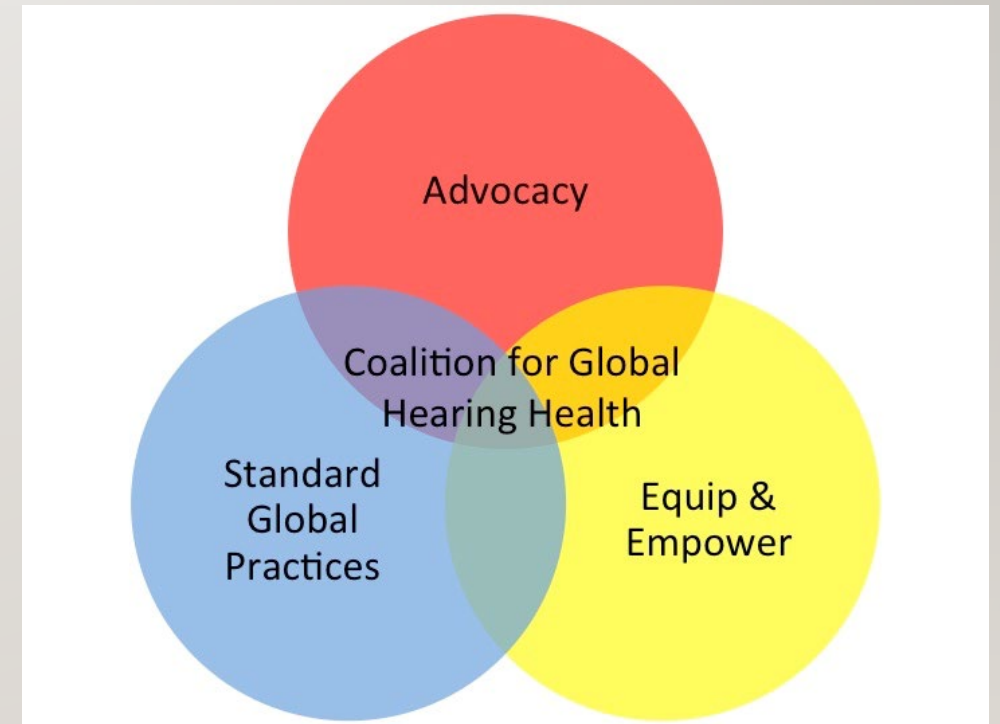 Advocacy
Coalition for Global
Hearing Health
Standard
Global
Practices
Equip &
Empower